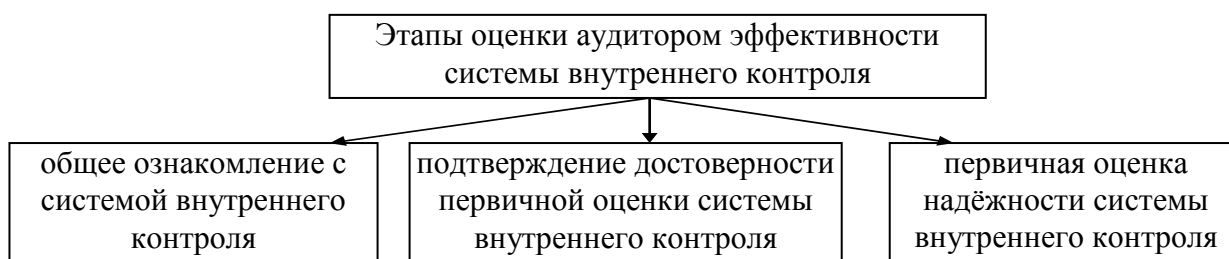 Этапы оценки аудитором эффективности
системы внутреннего контроля
общее ознакомление с
системой внутреннего
контроля
подтверждение достоверности
первичной оценки системы
внутреннего контроля
первичная оценка
надёжности системы
внутреннего контроля